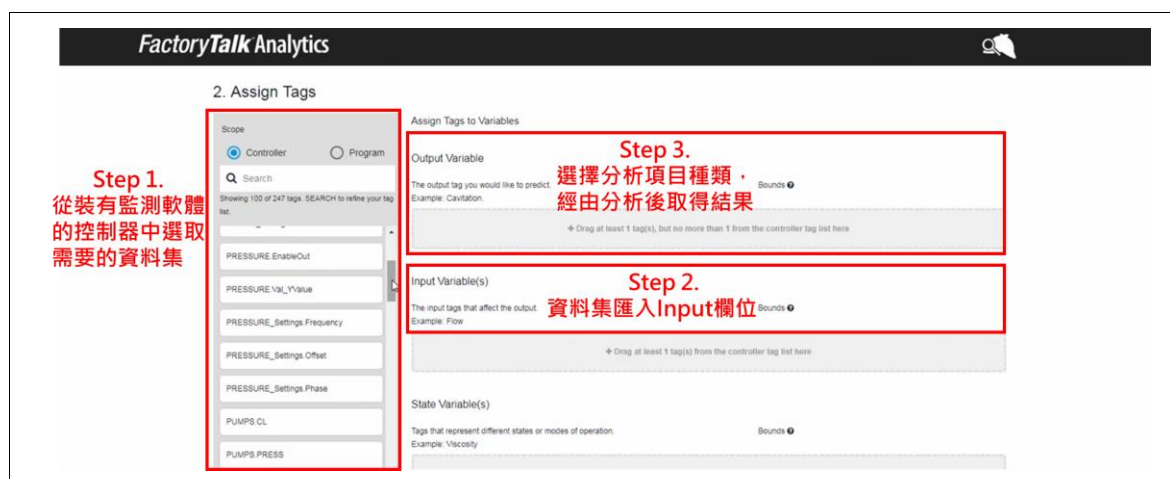 FactoryTalk Analytics
2. Assign Tags
Step 1.
從裝有監測軟體
的控制器中選取
需要的資料集
Scope
Controller Program
Search
Showing 100 of 247 tags. SEARCH to refine your tag
list.
PRESSURE.EnableOut
PRESSURE.Val_YValue
PRESSURE_Settings.Frequency
PRESSURE_Settings.Offset
PRESSURE_Settings.Phase
PUMPS.CL
PUMPS.PRESS
Assign Tags to Variables
Output Variable
Step 3.
選擇分析項目種類，
經由分析後取得結果
The output tag you would like to predict.
Example: Cavitation.
Bounds
+ Drag at least 1 tag(s), but no more than 1 from the controller tag list here
Input Variable(s)
Step 2.
資料集匯入Input欄位
The input tags that affect the output.
Example: Flow
Bounds
+ Drag at least 1 tag(s) from the controller tag list here
State Variable(s)
Tags that represent different states or modes of operation.
Example: Viscosity
Bounds